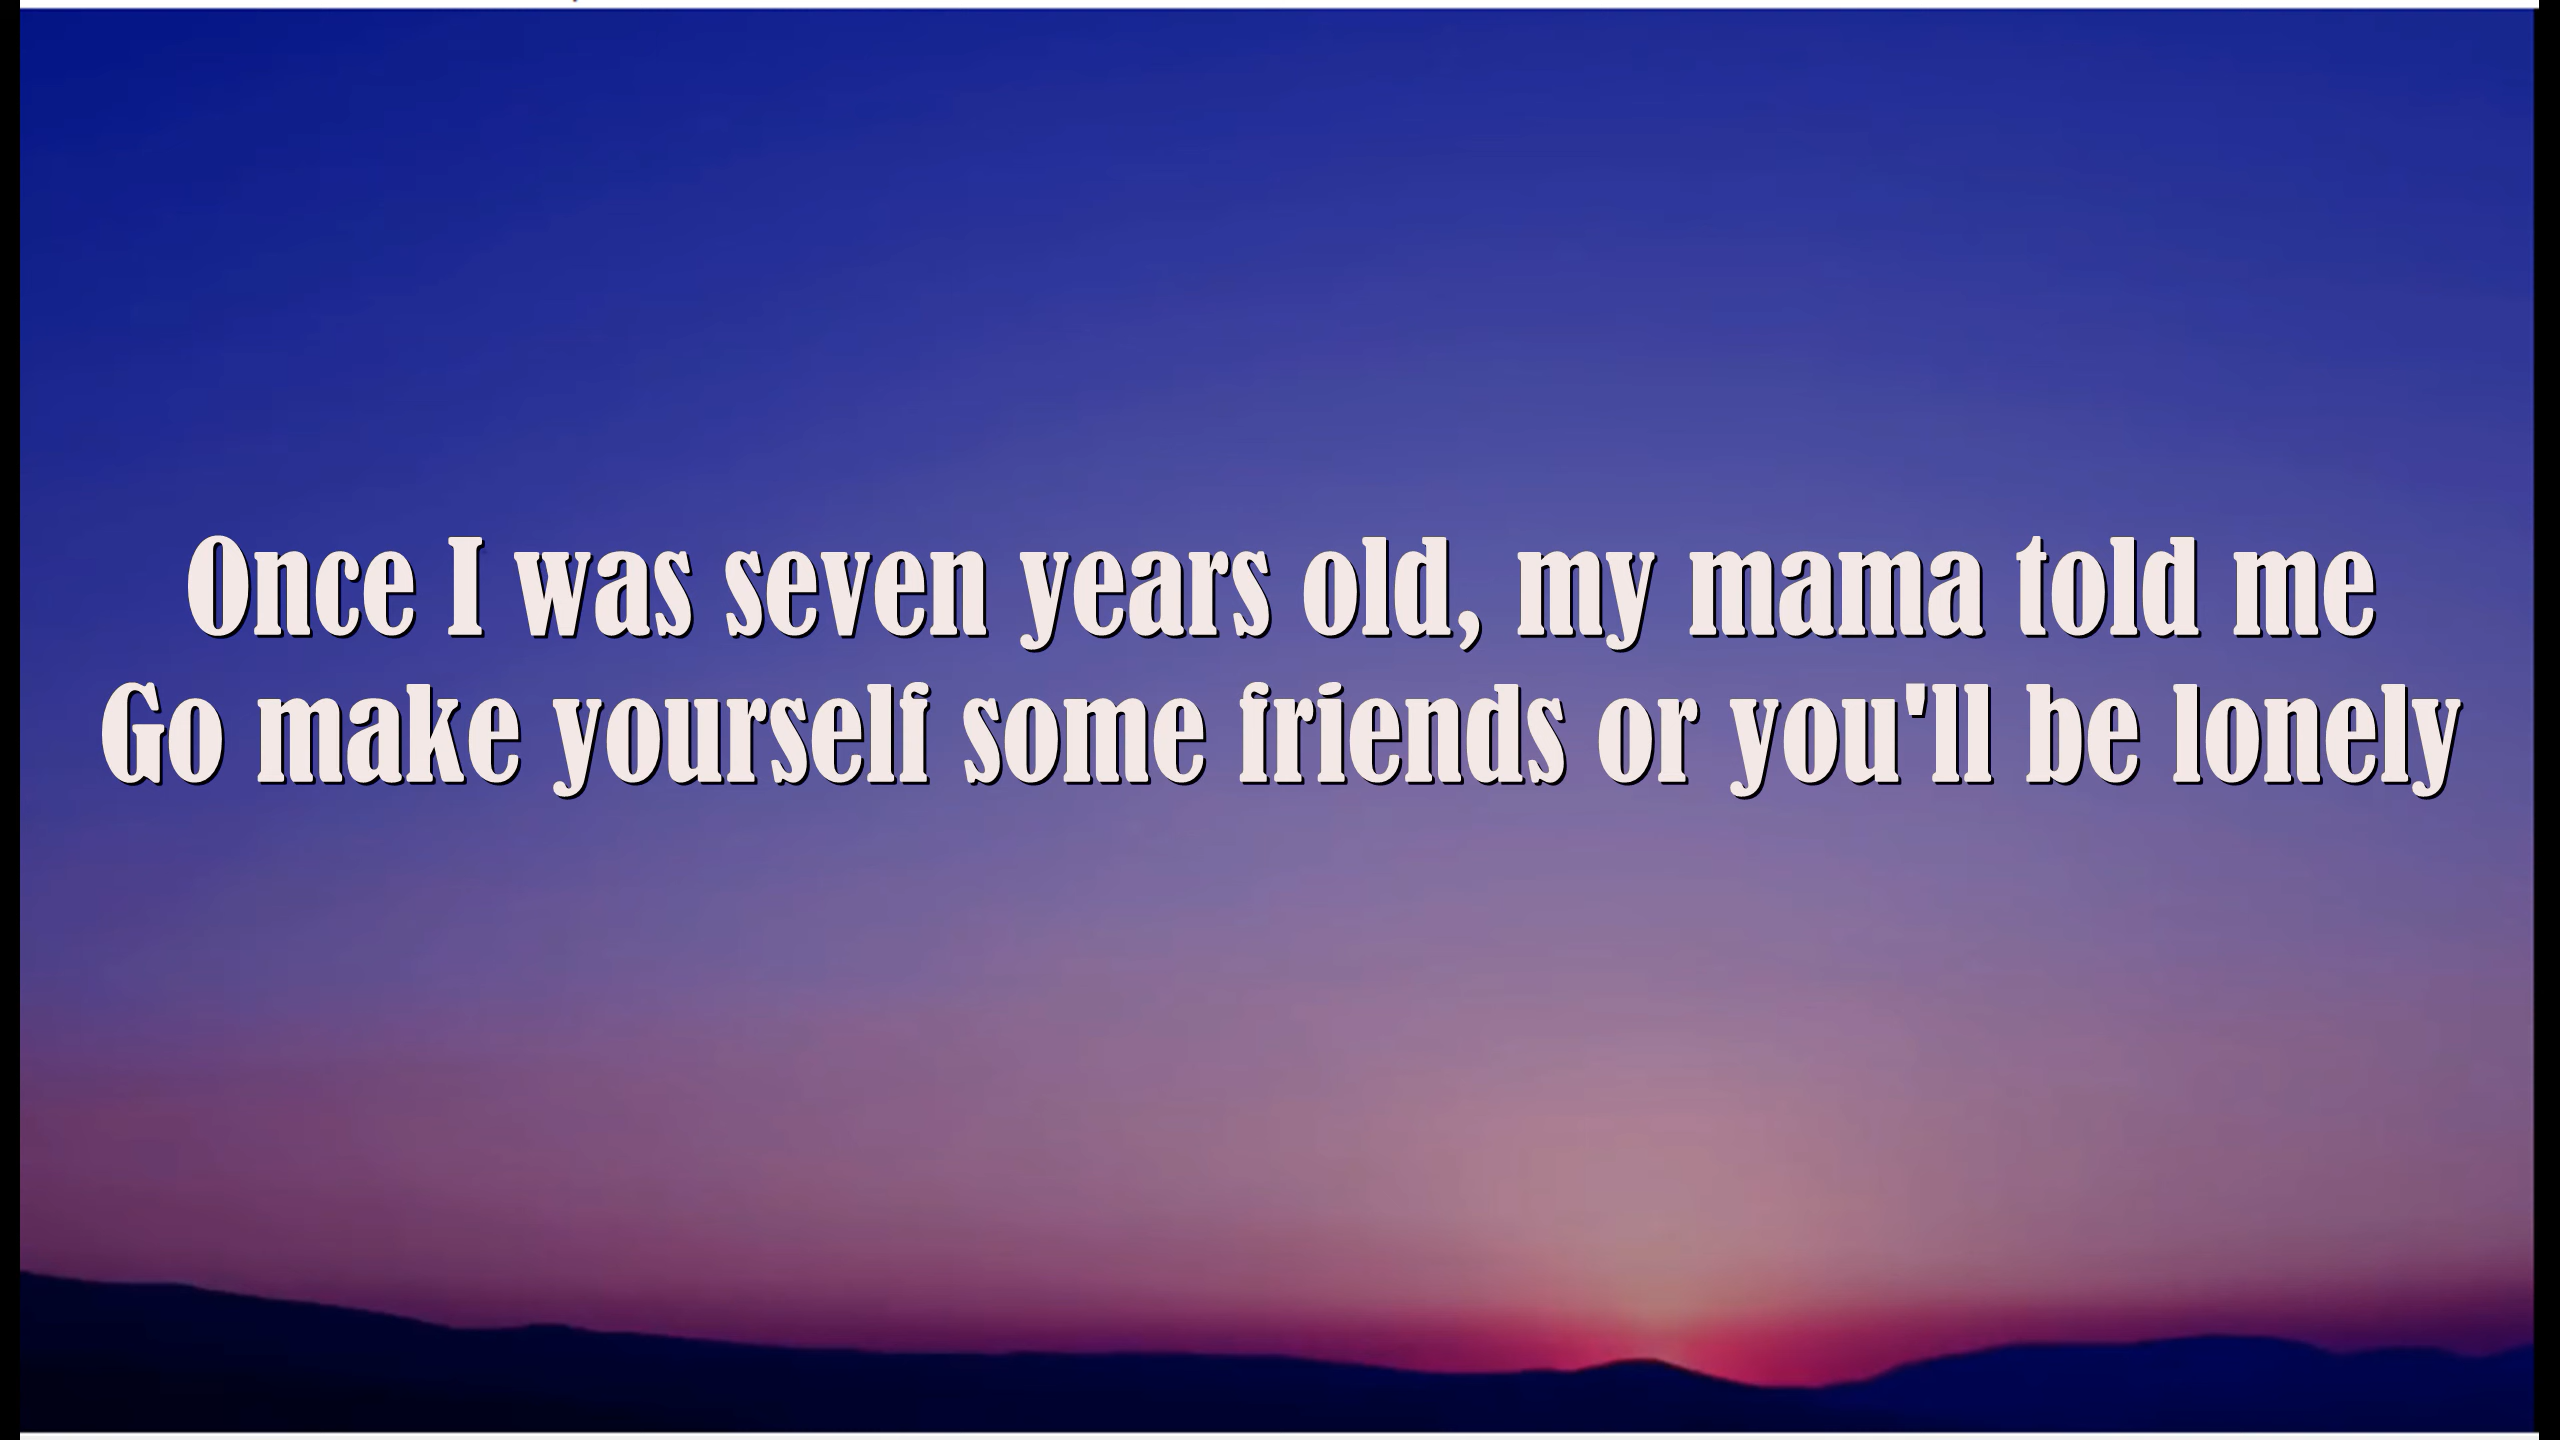 Once I was seven years old, my mama told me
Go make yourself some friends or you'll be lonely